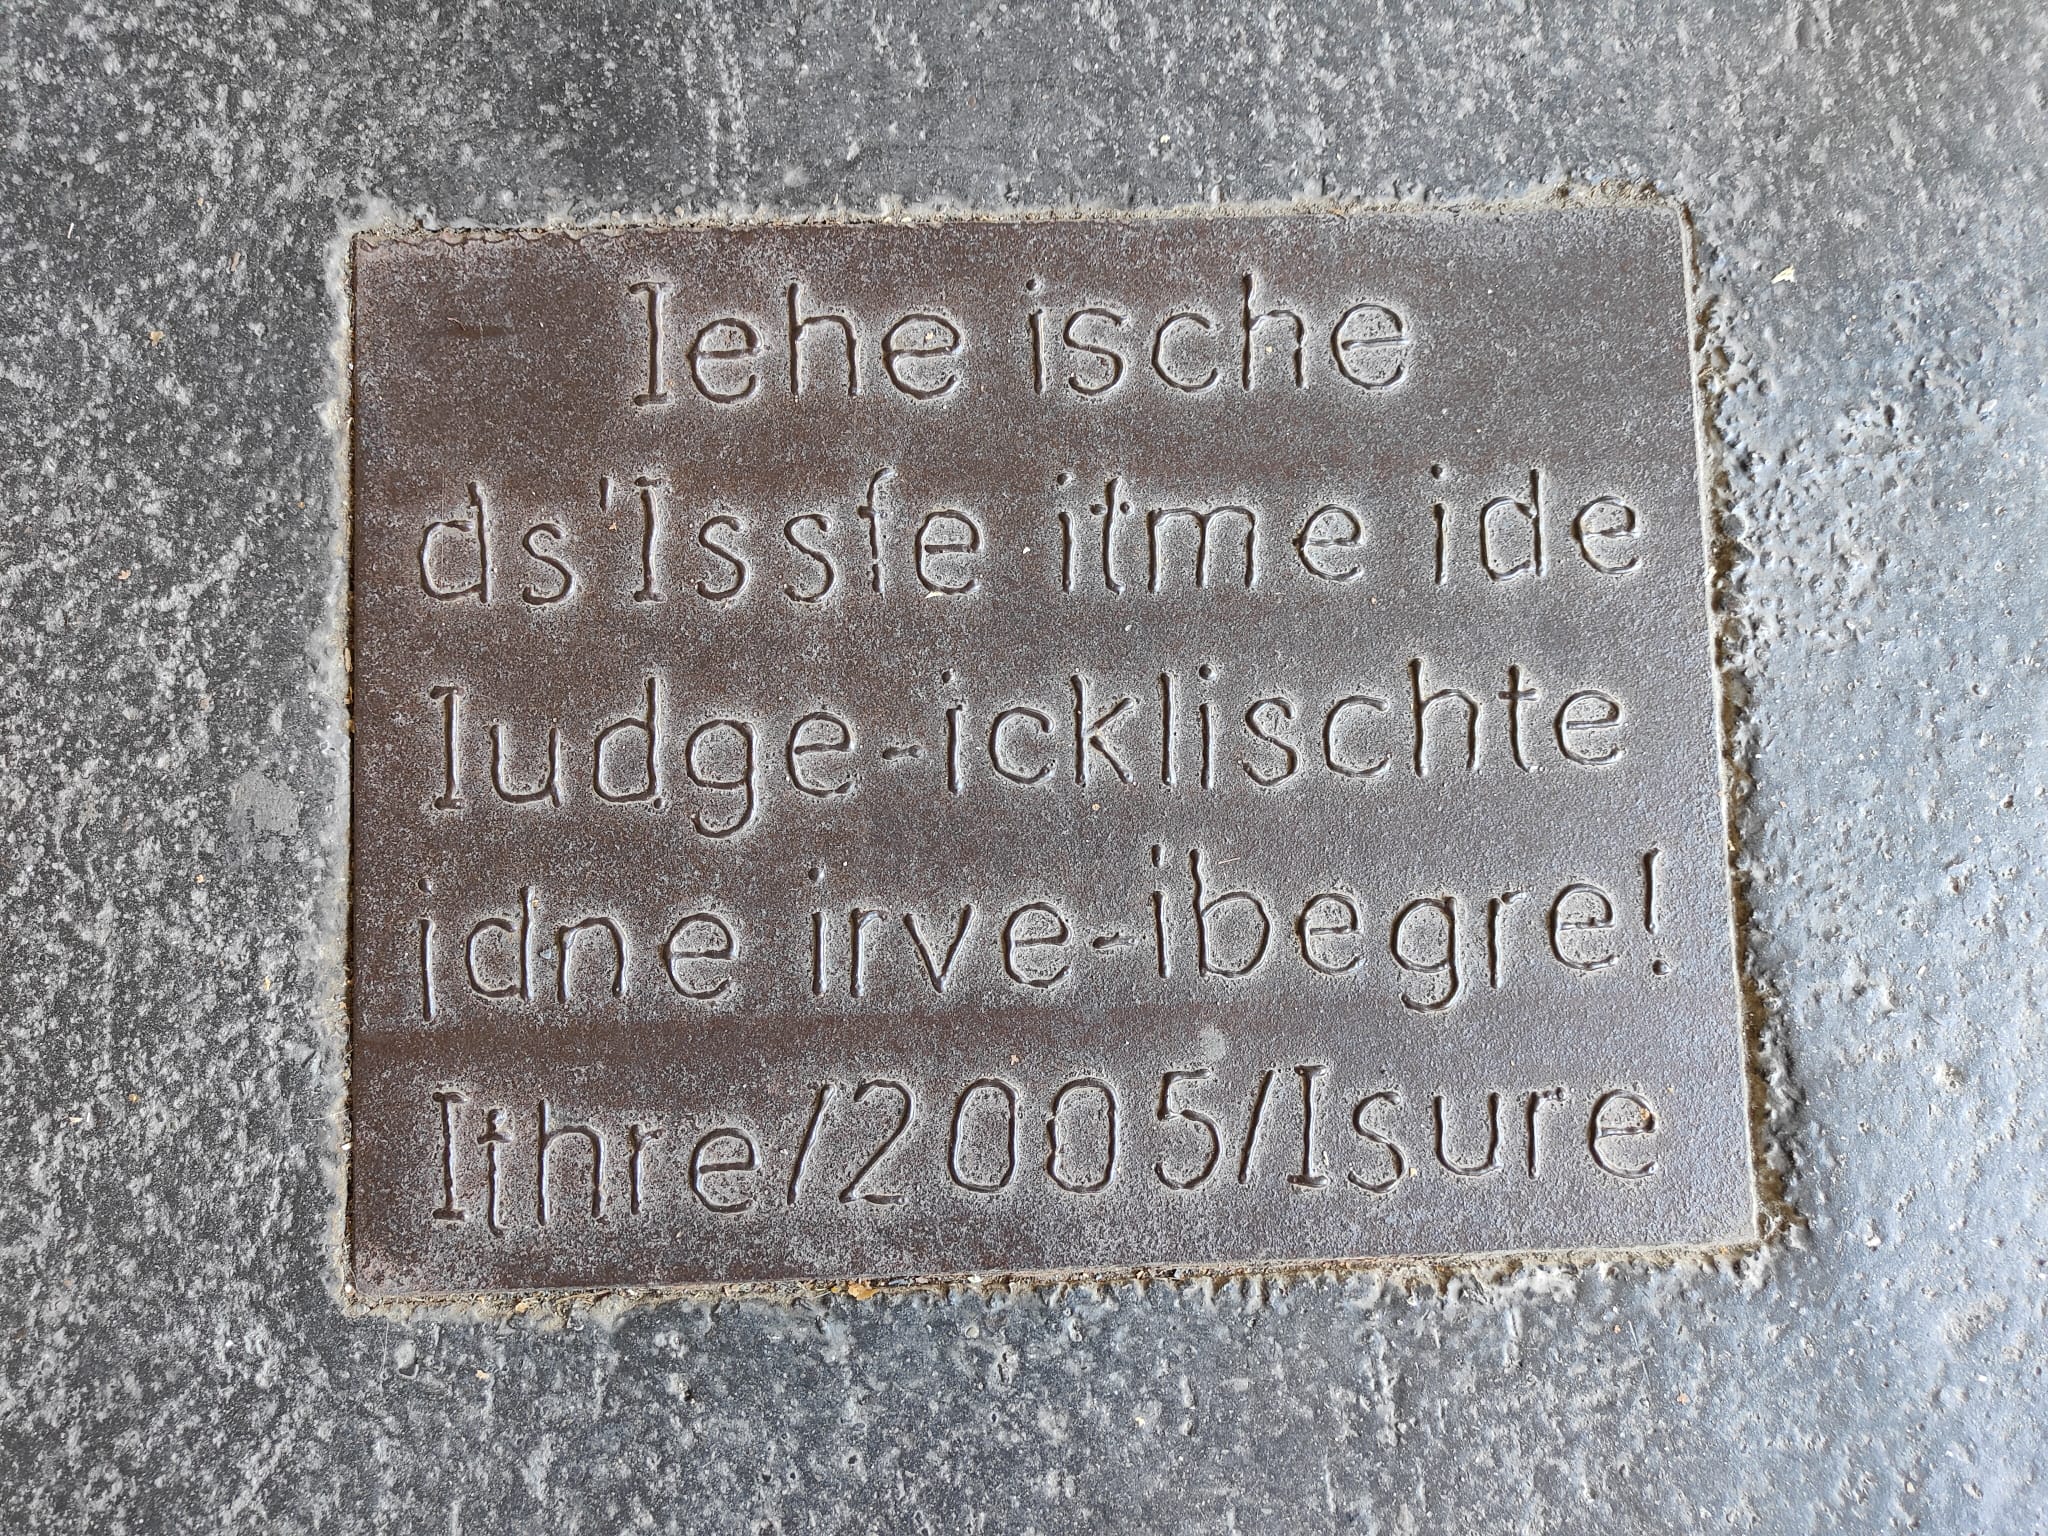 Iehe ische
ds'Issfe itme ide
Iudge-icklischte
idne irve-ibegre!
Ithre/2005/Isure